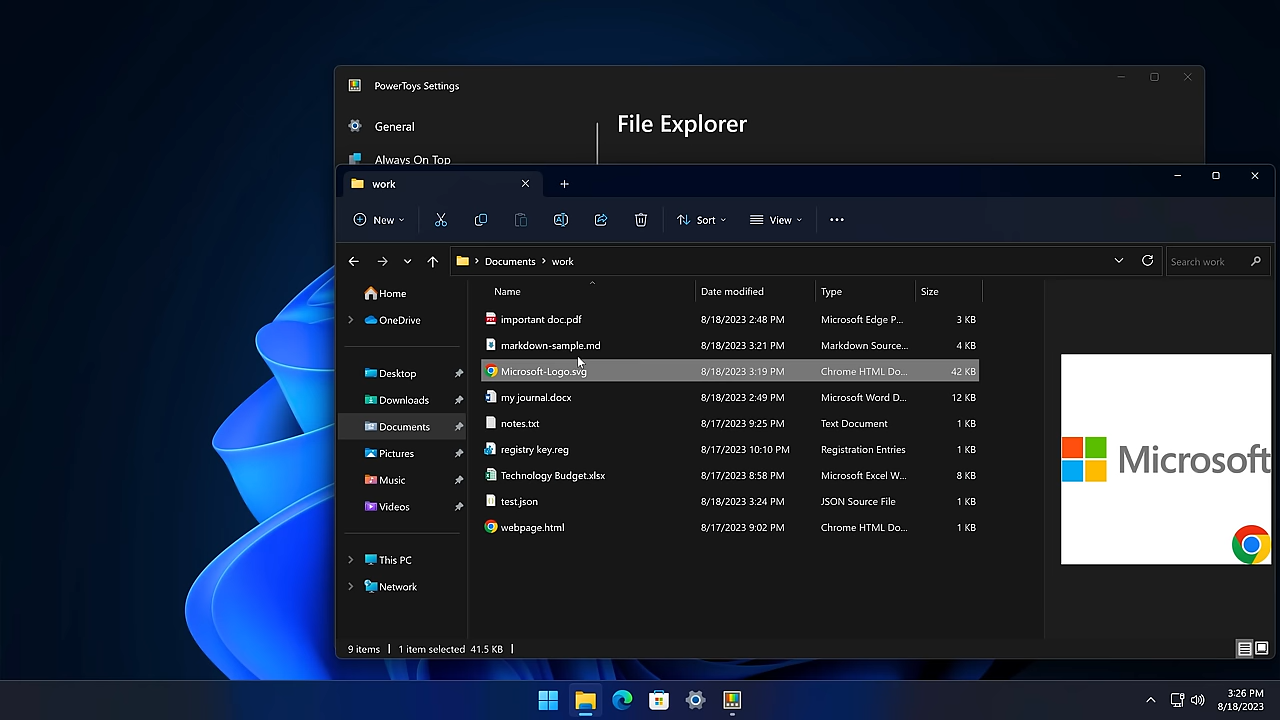 PowerToys Settings
General
File Explorer
Always On Top
work
New
Sort
View
Documents
work
Search work
Home
OneDrive
Desktop
Downloads
Documents
Pictures
Music
Videos
This PC
Network
Name Date modified Type Size
important doc.pdf 8/18/2023 2:48 PM Microsoft Edge P... 3 KB
markdown-sample.md 8/18/2023 3:21 PM Markdown Source... 4 KB
Microsoft-Logo.svg 8/18/2023 3:19 PM Chrome HTML Do... 42 KB
my journal.docx 8/18/2023 2:49 PM Microsoft Word D... 12 KB
notes.txt 8/17/2023 9:25 PM Text Document 1 KB
registry key.reg 8/17/2023 10:10 PM Registration Entries 1 KB
Technology Budget.xlsx 8/17/2023 8:58 PM Microsoft Excel W... 8 KB
test.json 8/18/2023 3:24 PM JSON Source File 1 KB
webpage.html 8/17/2023 9:02 PM Chrome HTML Do... 1 KB
Microsoft
9 items | 1 item selected 41.5 KB |
3:26 PM
8/18/2023